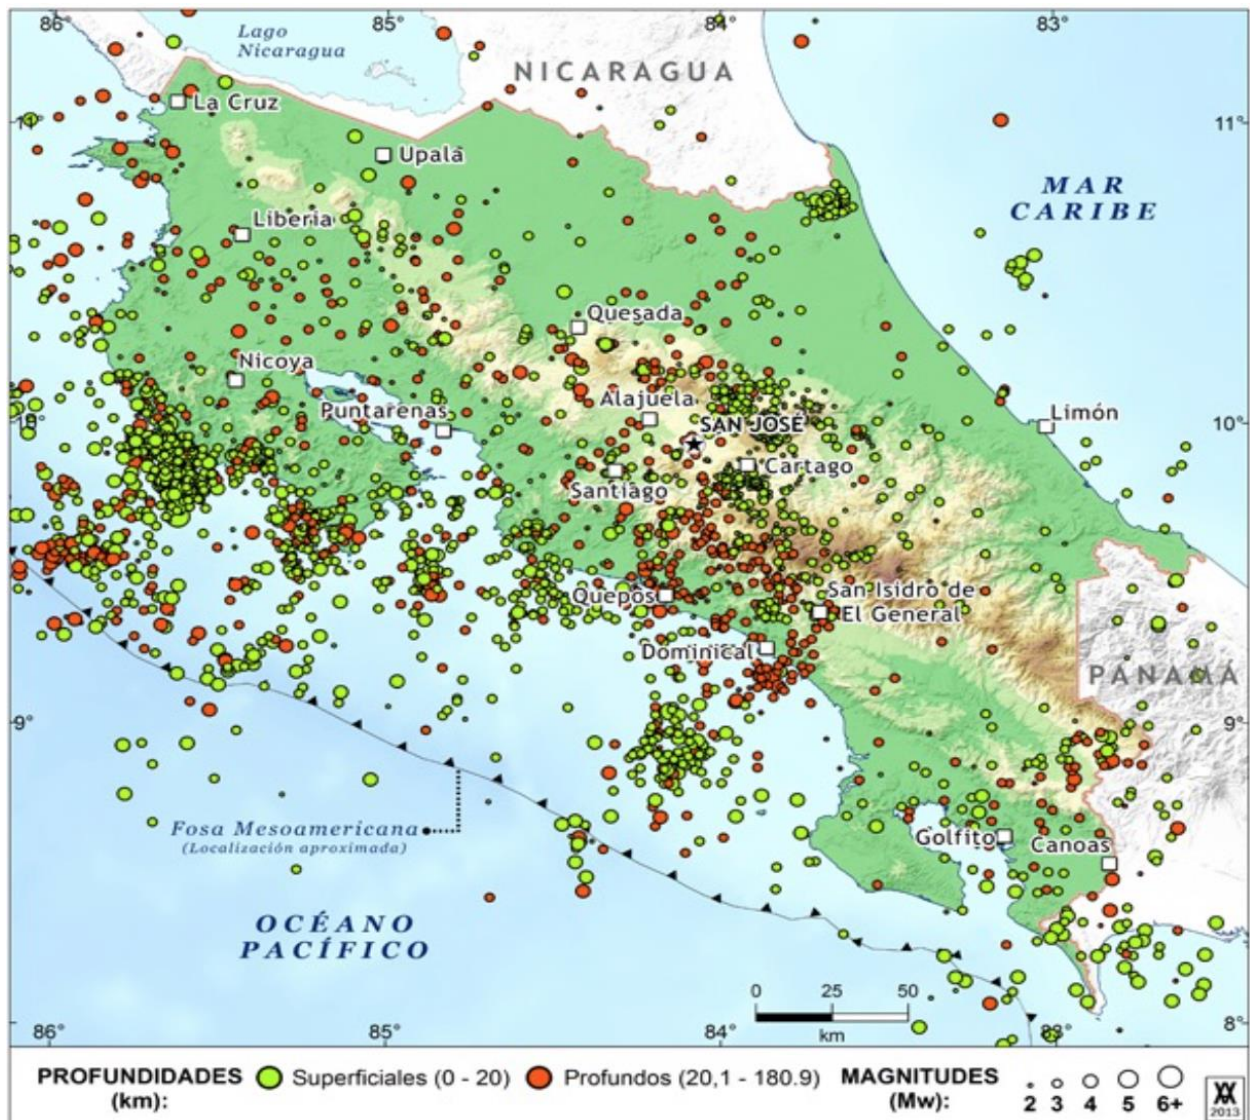 86° 85° 84° 83°
Lago
Nicaragua
NICARAGUA
La Cruz
11° 11°
Upala
MAR
CARIBE
Liberia
Quesada
Nicoya
Alajuela
Puntarenas
SAN JOSÉ
Limón
10° 10°
Cartago
Santiago
Quepos
San Isidro de
El General
Dominical
PANAMÁ
9° 9°
Fosa Mesoamericana
(Localización aproximada)
Golfito
Canoas
OCÉANO
PACÍFICO
0 25 50
km
86° 85° 84° 83° 8°
PROFUNDIDADES
(km):
Superficiales (0 - 20)
Profundos (20,1 - 180.9)
MAGNITUDES
(Mw):
2 3 4 5 6+
2013